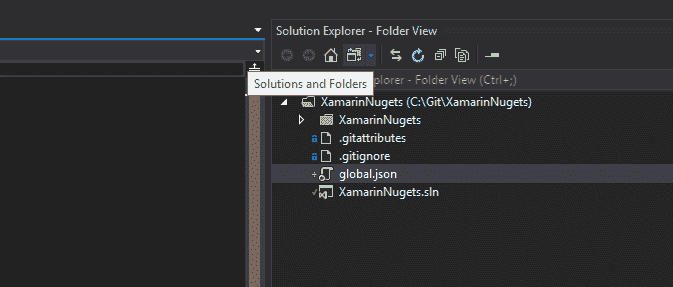 Solution Explorer - Folder View
Solutions and Folders
plorer - Folder View (Ctrl+;)
XamarinNugets (C:\Git\XamarinNugets)
XamarinNugets
.gitattributes
.gitignore
global.json
XamarinNugets.sln